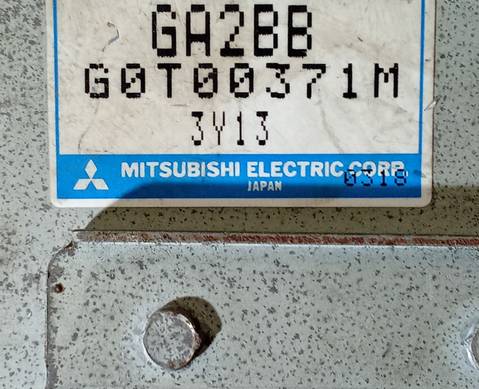 GA2BB
G0T00371M
3Y13
MITSUBISHI ELECTRIC CORP.
JAPAN
0318